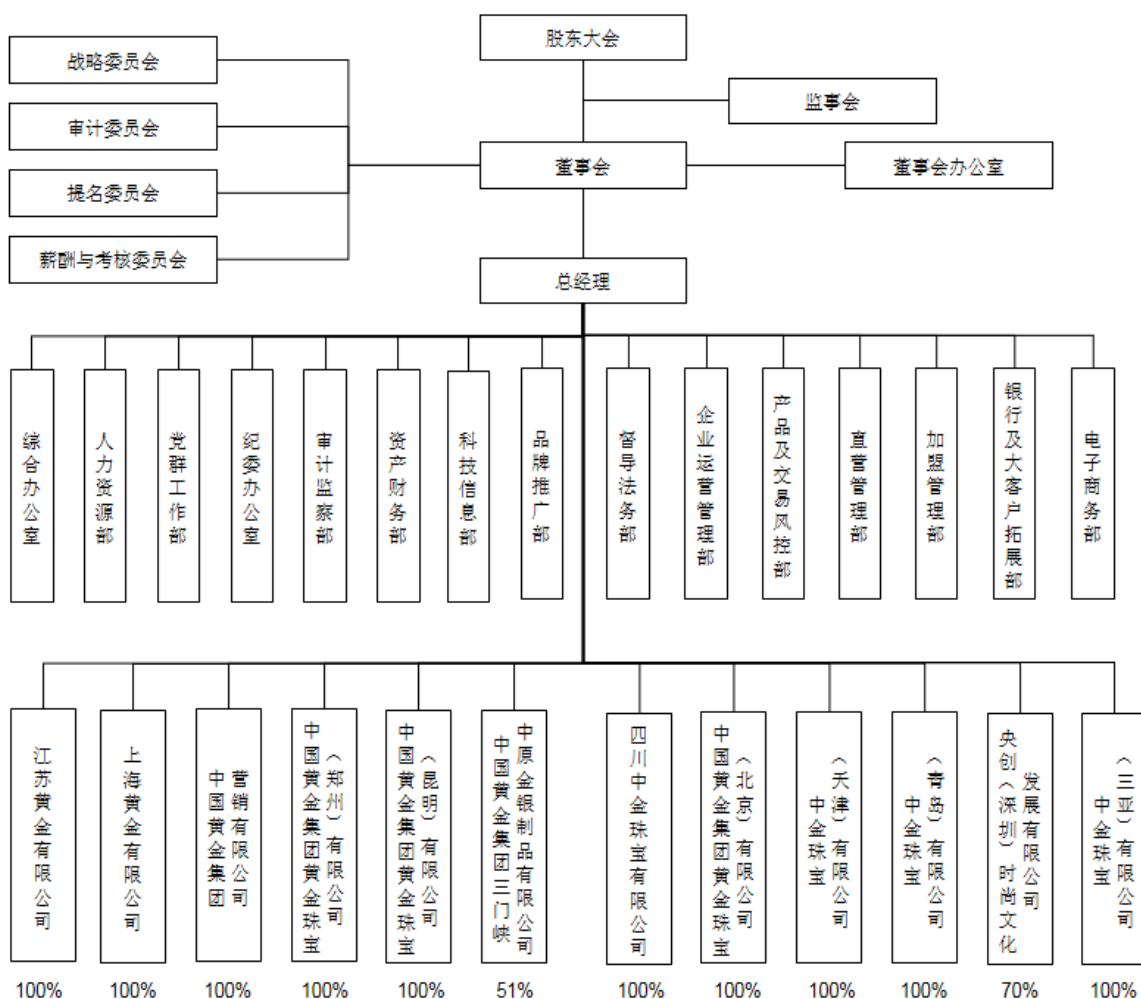 股东大会
战略委员会
监事会
审计委员会
董事会
董事会办公室
提名委员会
薪酬与考核委员会
总经理
综合办公室
人力资源部
党群工作部
纪委办公室
审计监察部
资产财务部
科技信息部
品牌推广部
督导法务部
企业运营管理部
产品及交易风控部
直营管理部
加盟管理部
银行及大客户拓展部
电子商务部
江苏黄金有限公司
上海黄金有限公司
中国黄金集团
营销有限公司
中国黄金集团黄金珠宝
（郑州）有限公司
中国黄金集团黄金珠宝
（昆明）有限公司
中国黄金集团三门峡
中原金银制品有限公司
四川中金珠宝有限公司
中国黄金集团黄金珠宝
（北京）有限公司
中金珠宝
（天津）有限公司
中金珠宝
（青岛）有限公司
央创（深圳）时尚文化
发展有限公司
中金珠宝
（三亚）有限公司
100%
100%
100%
100%
100%
51%
100%
100%
100%
100%
70%
100%